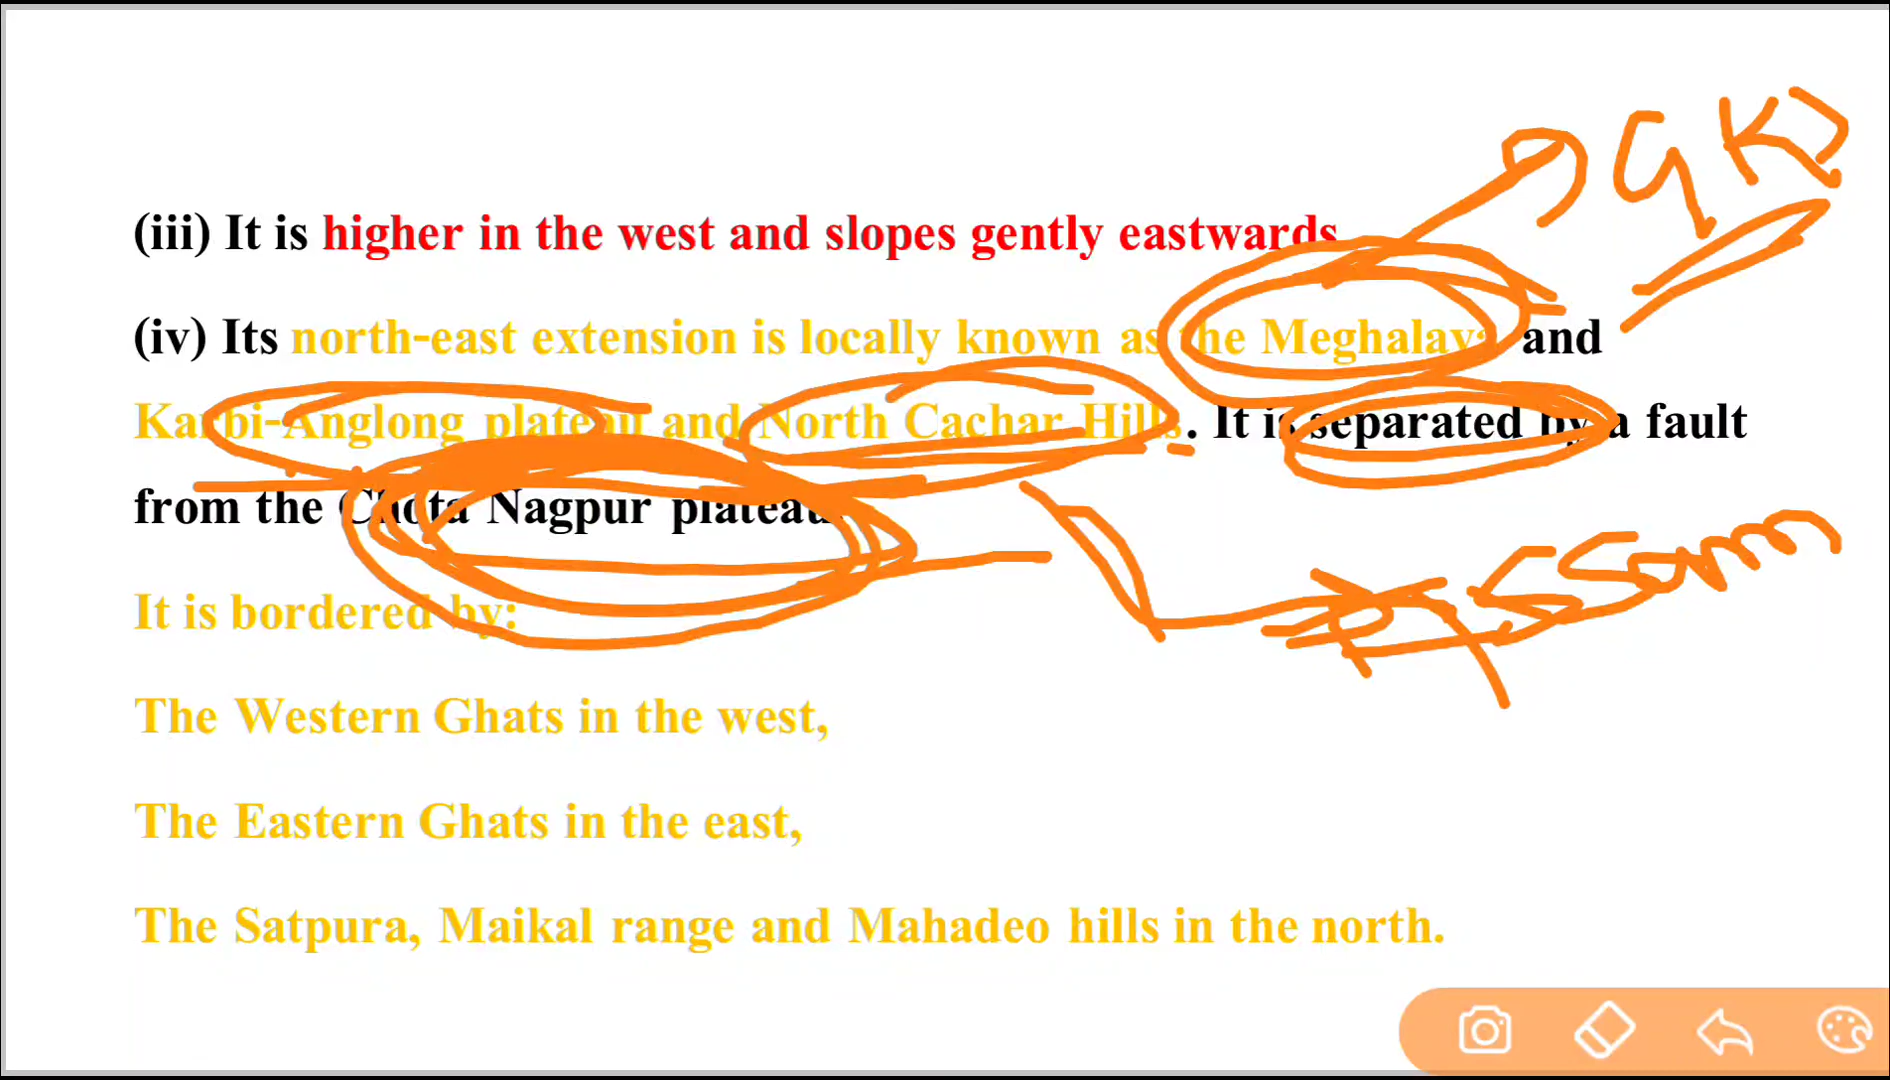 (iii) It is higher in the west and slopes gently eastwards
GKJ
(iv) Its north-east extension is locally known as the Meghalaya and
Karbi-Anglong plateau and North Cachar Hills. It is separated by a fault
from the Chota Nagpur plateau
Assam
It is bordered by:
The Western Ghats in the west,
The Eastern Ghats in the east,
The Satpura, Maikal range and Mahadeo hills in the north.